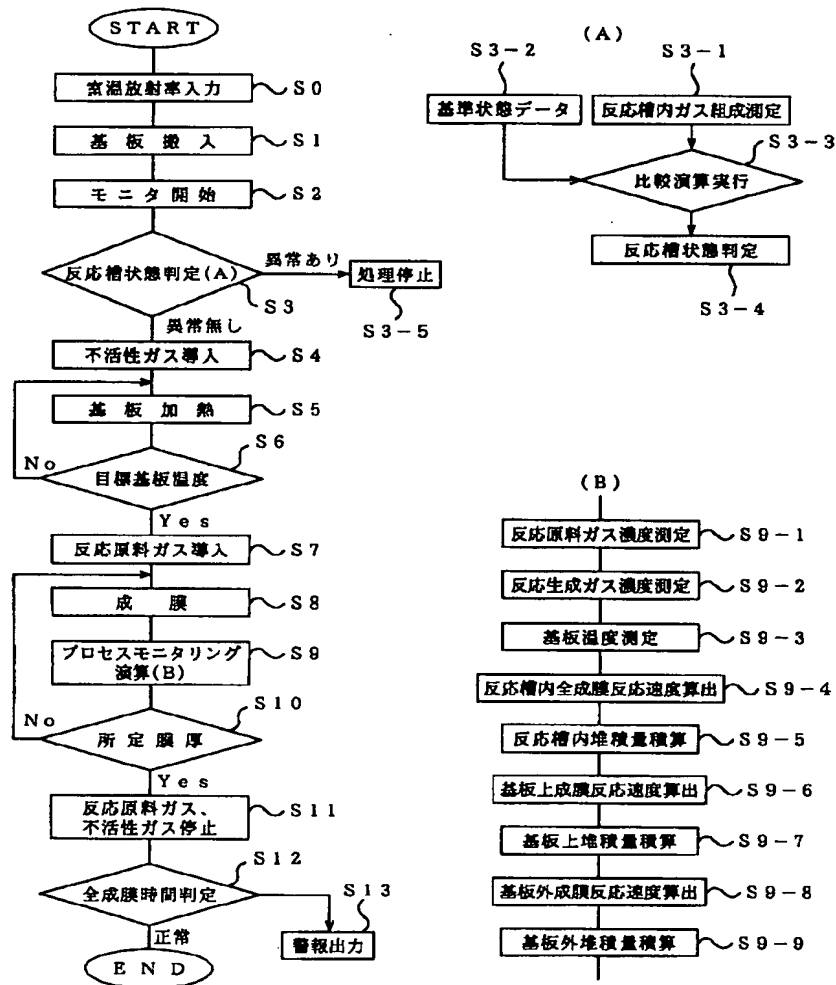 START
室温放射率入力 S0
基板搬入 S1
モニタ開始 S2
反応槽状態判定(A) S3
異常あり
処理停止
S3-5
異常無し
不活性ガス導入 S4
基板加熱 S5
S6
No
目標基板温度
Yes
反応原料ガス導入 S7
成膜 S8
プロセスモニタリング
演算(B) S9
S10
No
所定膜厚
Yes
反応原料ガス、
不活性ガス停止 S11
S12
全成膜時間判定
S13
警報出力
正常
END
(A)
S3-2
S3-1
基準状態データ
反応槽内ガス組成測定
S3-3
比較演算実行
反応槽状態判定
S3-4
(B)
反応原料ガス濃度測定 S9-1
反応生成ガス濃度測定 S9-2
基板温度測定 S9-3
反応槽内全成膜反応速度算出 S9-4
反応槽内堆積量積算 S9-5
基板上成膜反応速度算出 S9-6
基板上堆積量積算 S9-7
基板外成膜反応速度算出 S9-8
基板外堆積量積算 S9-9